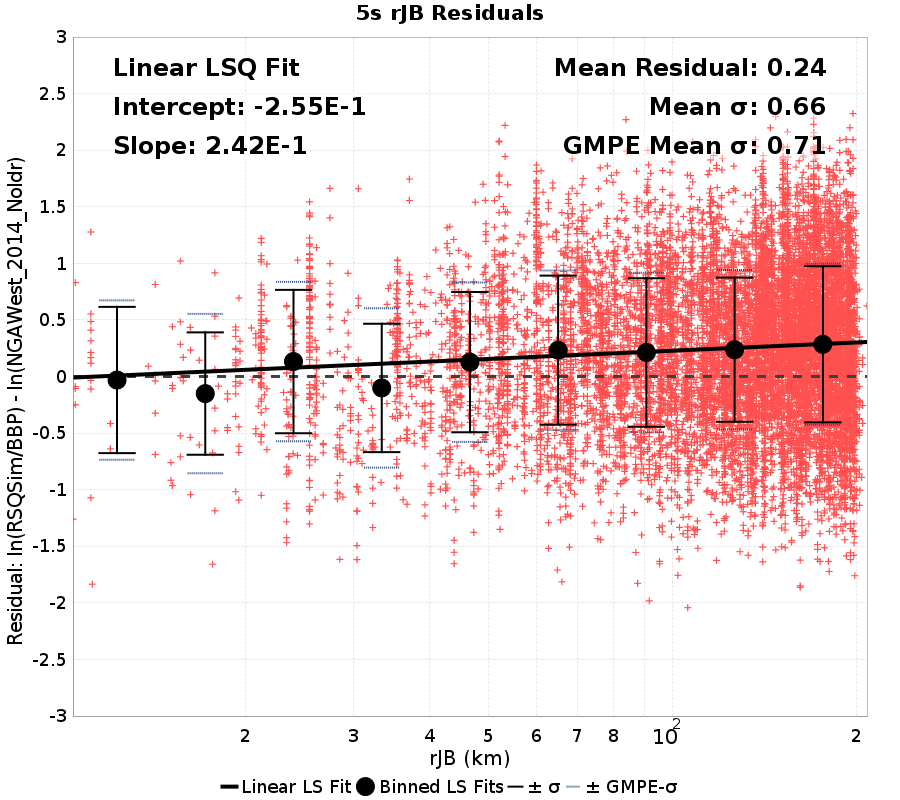 5s rJB Residuals
Linear LSQ Fit
Intercept: -2.55E-1
Slope: 2.42E-1
Mean Residual: 0.24
Mean σ: 0.66
GMPE Mean σ: 0.71
Residual: ln(RSQSim/BBP) - ln(NGAWest_2014_NoIdr)
3
2.5
2
1.5
1
0.5
0
-0.5
-1
-1.5
-2
-2.5
-3
2 3 4 5 6 7 8 10² 2
rJB (km)
Linear LS Fit Binned LS Fits ± σ ± GMPE-σ